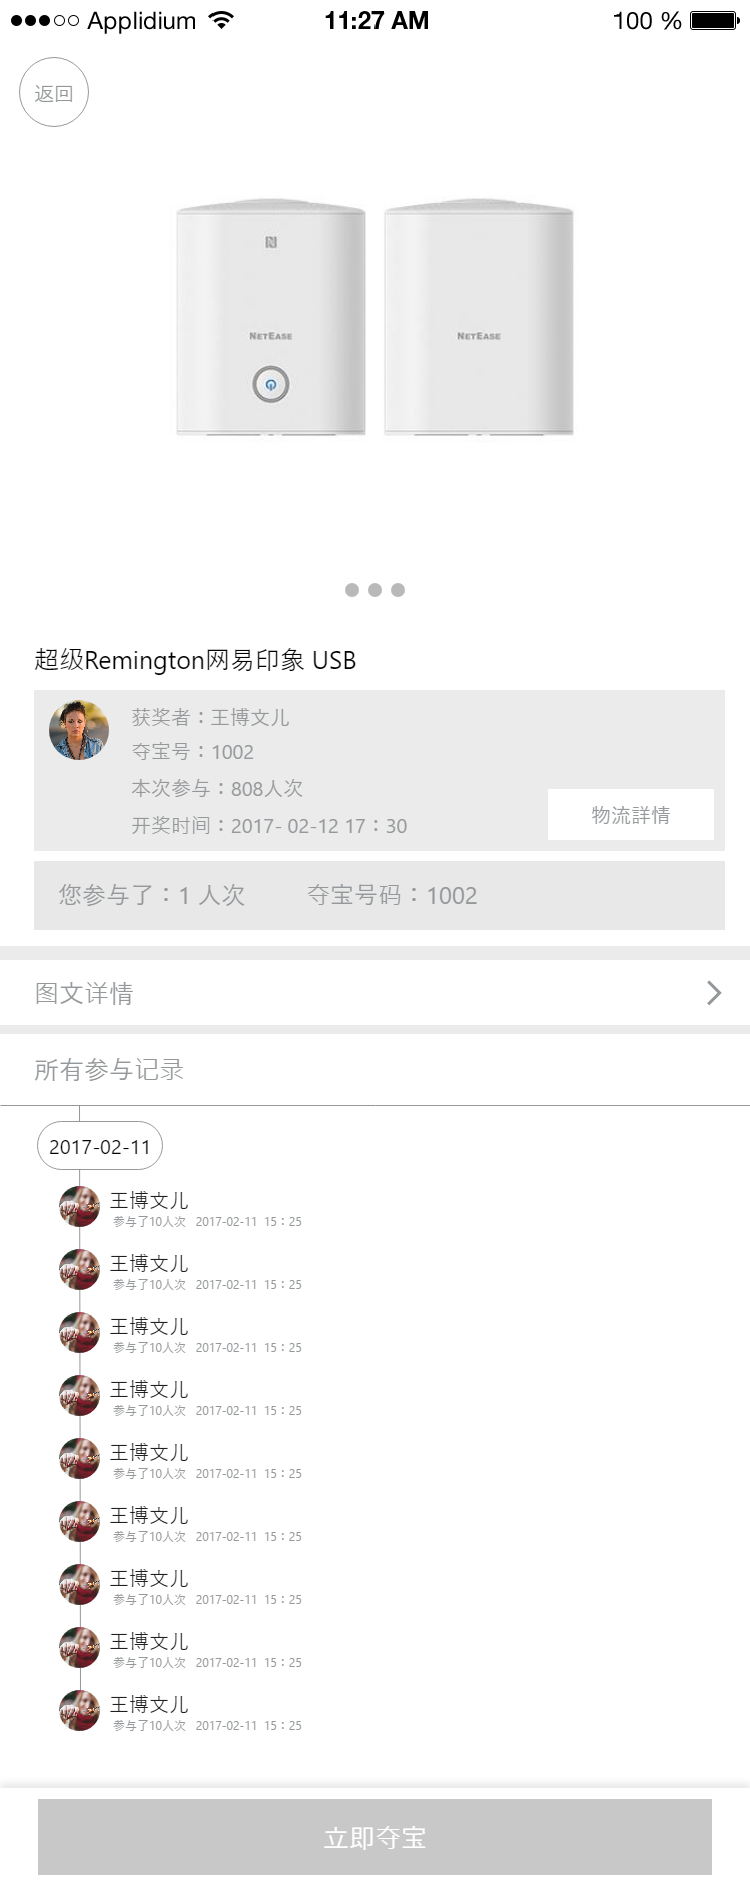 Applidium 11:27 AM 100 %
返回
NETEASE NETEASE
超级Remington网易印象 USB
获奖者：王博文儿
夺宝号：1002
本次参与：808人次
开奖时间：2017- 02-12 17：30
物流詳情
您参与了：1 人次 夺宝号码：1002
图文详情
所有参与记录
2017-02-11
王博文儿
参与了10人次 2017-02-11 15：25
王博文儿
参与了10人次 2017-02-11 15：25
王博文儿
参与了10人次 2017-02-11 15：25
王博文儿
参与了10人次 2017-02-11 15：25
王博文儿
参与了10人次 2017-02-11 15：25
王博文儿
参与了10人次 2017-02-11 15：25
王博文儿
参与了10人次 2017-02-11 15：25
王博文儿
参与了10人次 2017-02-11 15：25
王博文儿
参与了10人次 2017-02-11 15：25
立即夺宝